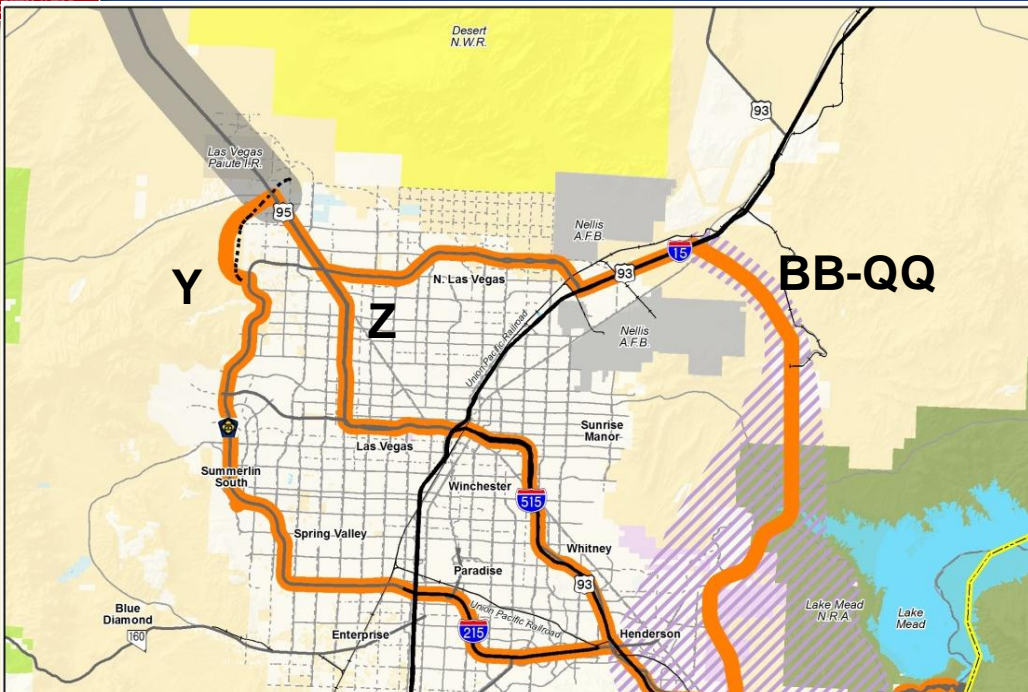 Desert
N.W.R.
93
Las Vegas
Paiute I.R.
95
Nellis
A.F.B.
15
93
BB-QQ
Y
N. Las Vegas
Z
Nellis
A.F.B.
Union Pacific Railroad
Sunrise
Manor
Las Vegas
Summerlin
South
Winchester
515
Spring Valley
Whitney
Paradise
93
Blue
Diamond
160
Enterprise
Union Pacific Railroad
215
Henderson
Lake Mead
N.R.A.
Lake
Mead